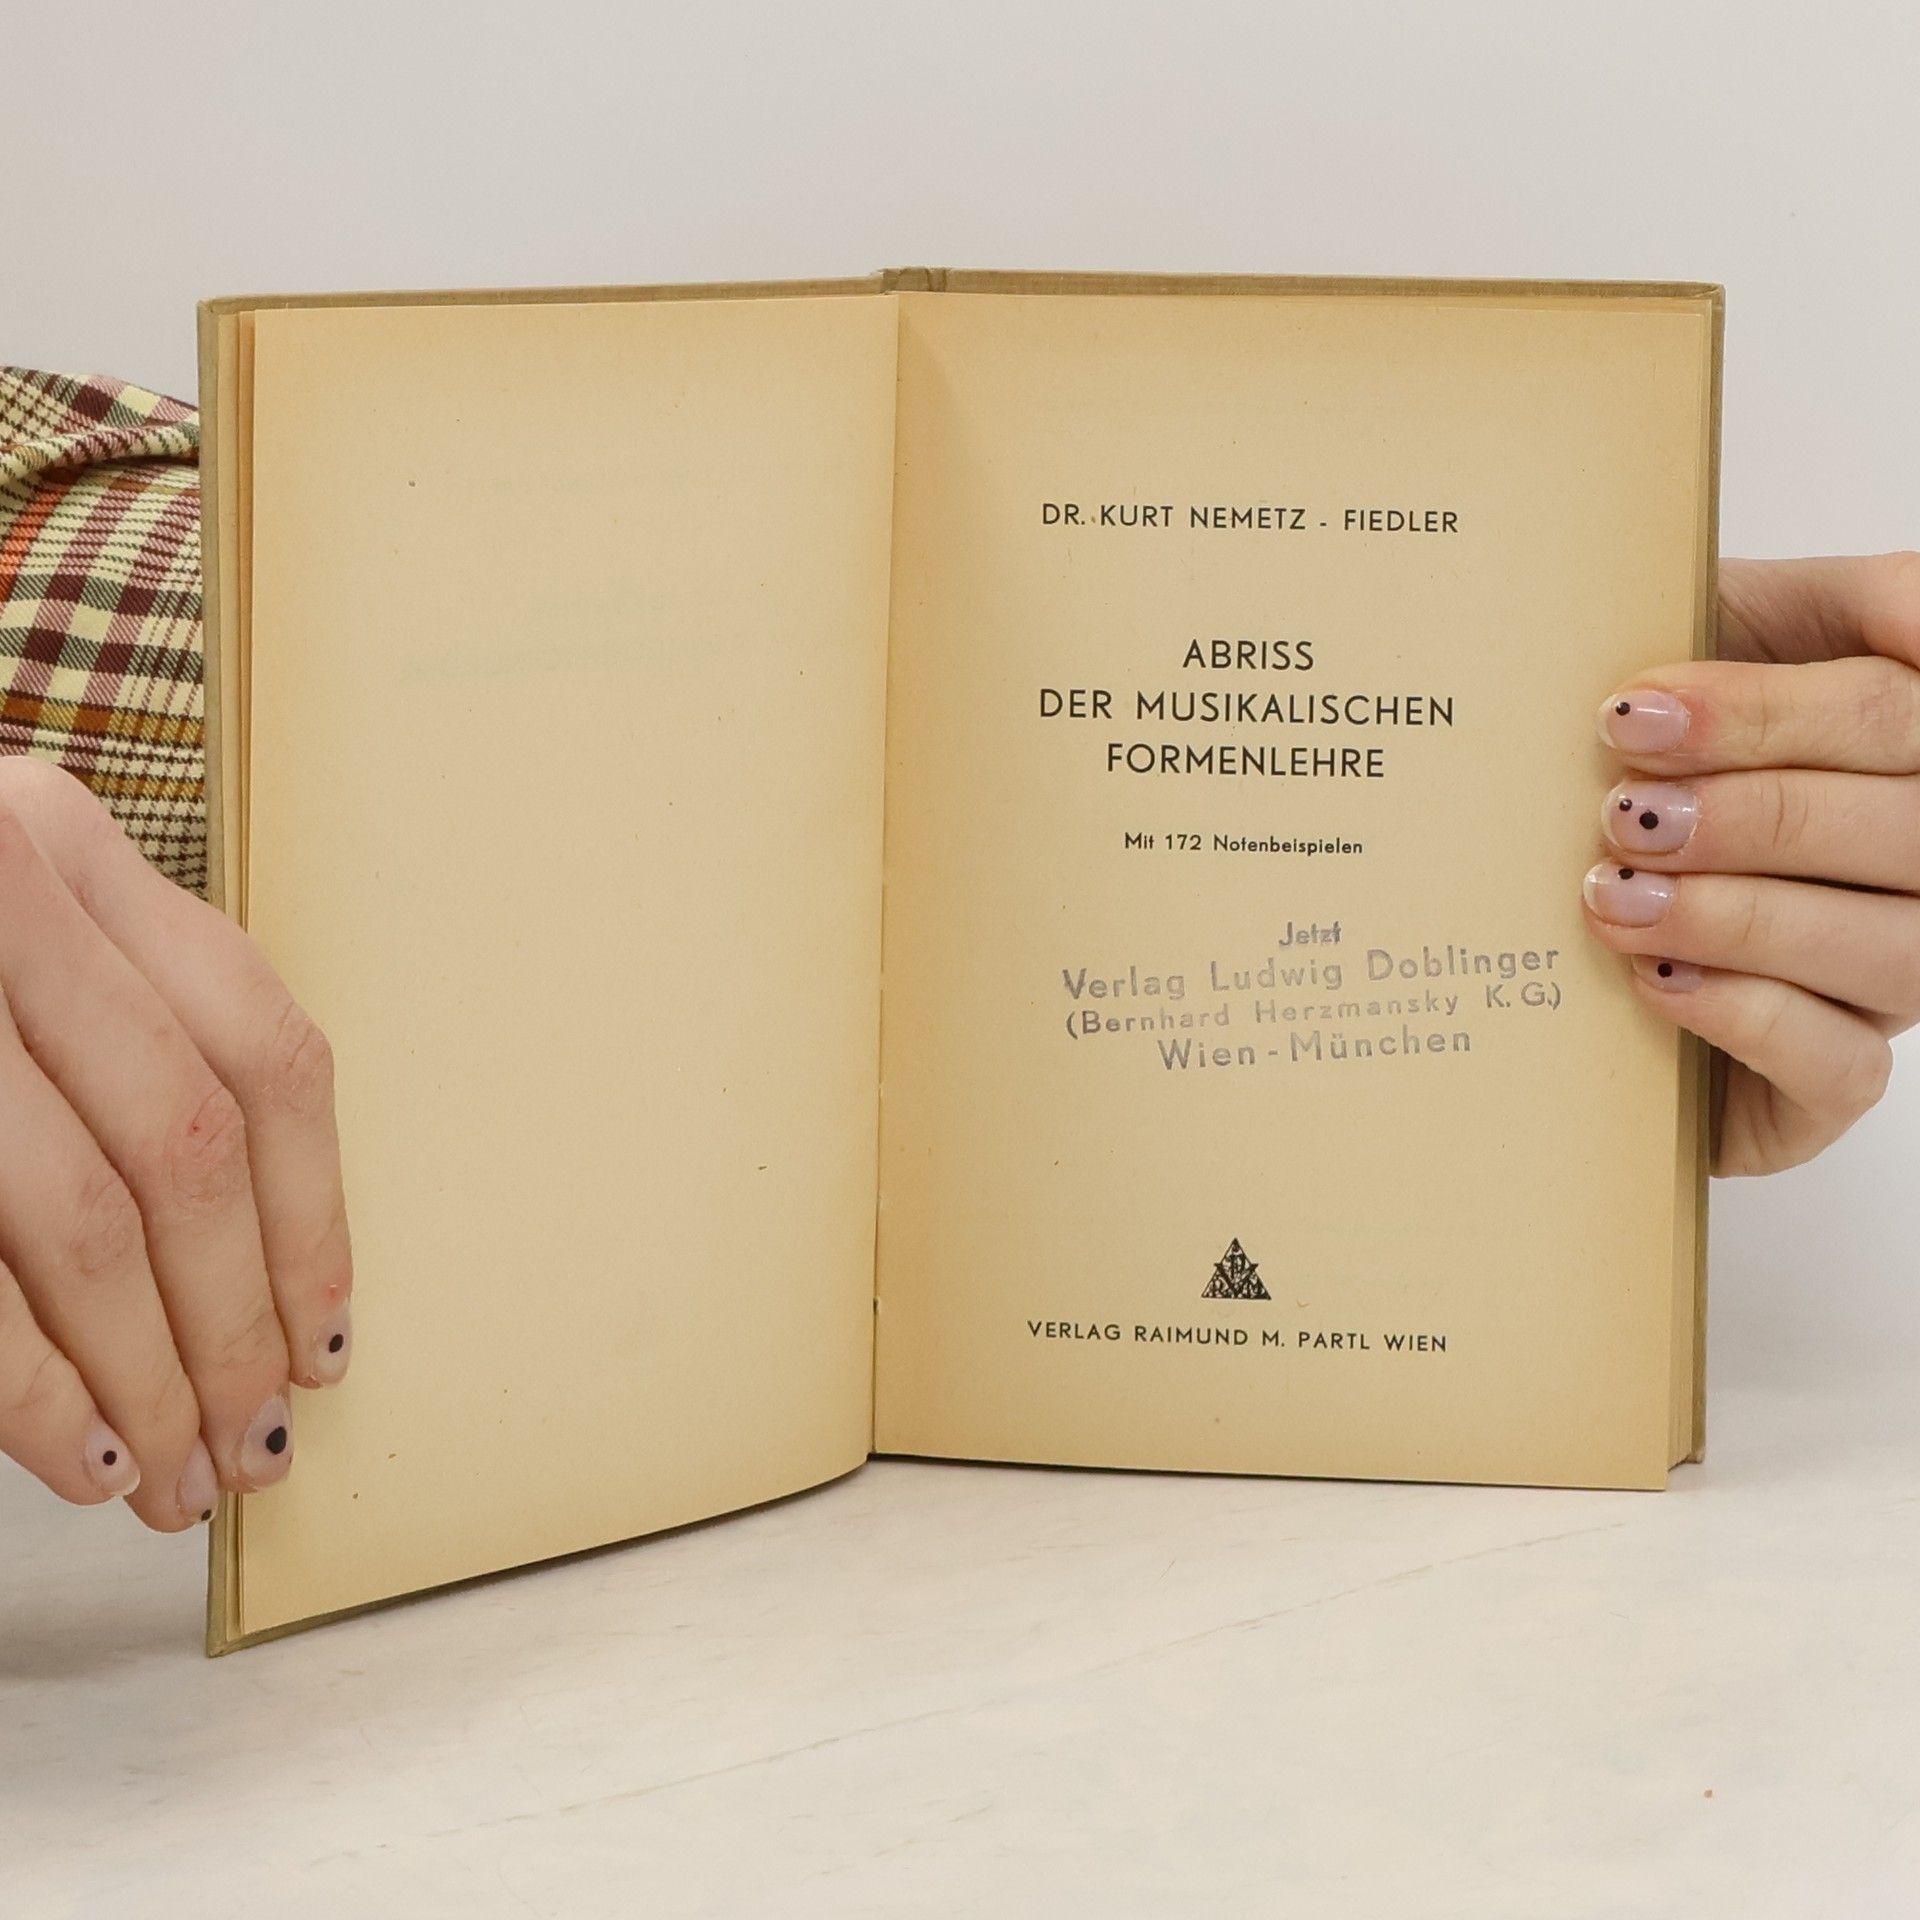 DR. KURT NEMETZ - FIEDLER
ABRISS
DER MUSIKALISCHEN
FORMENLEHRE
Mit 172 Notenbeispielen
Jetzt
Verlag Ludwig Doblinger
(Bernhard Herzmansky K. G.)
Wien - München
VERLAG RAIMUND M. PARTL WIEN